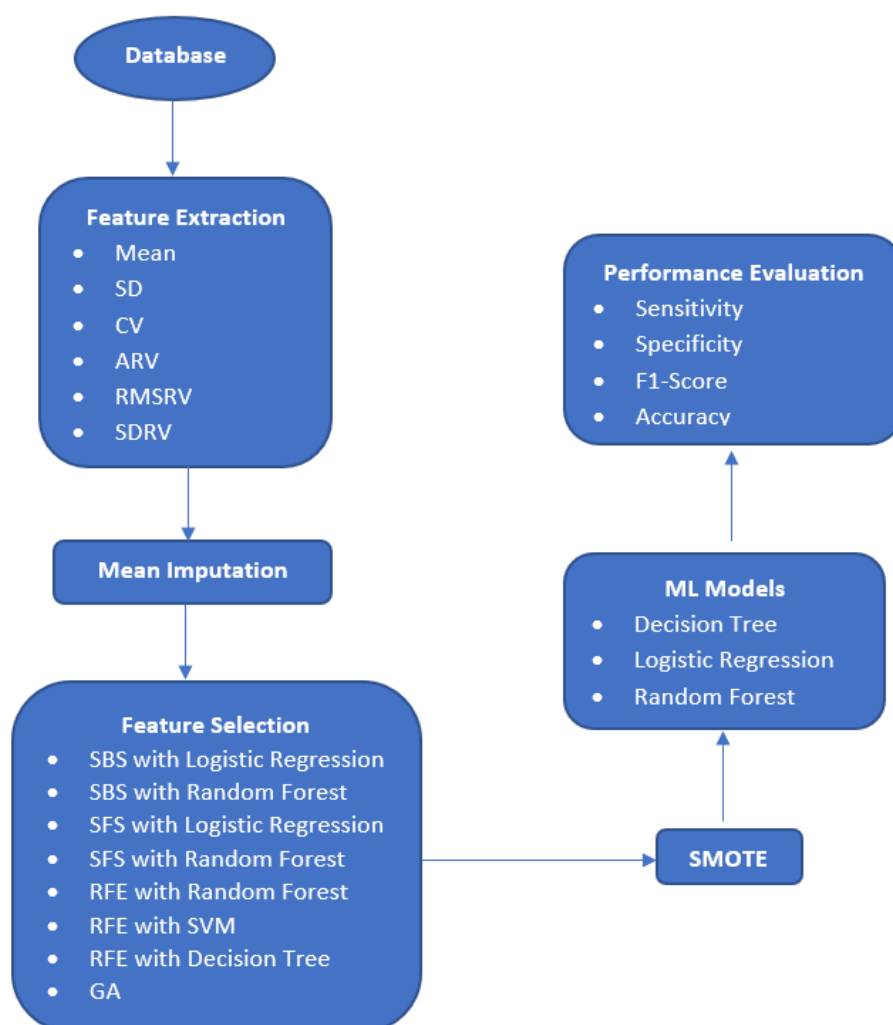 Database
Feature Extraction
• Mean
• SD
• CV
• ARV
• RMSRV
• SDRV
Mean Imputation
Feature Selection
• SBS with Logistic Regression
• SBS with Random Forest
• SFS with Logistic Regression
• SFS with Random Forest
• RFE with Random Forest
• RFE with SVM
• RFE with Decision Tree
• GA
SMOTE
ML Models
• Decision Tree
• Logistic Regression
• Random Forest
Performance Evaluation
• Sensitivity
• Specificity
• F1-Score
• Accuracy